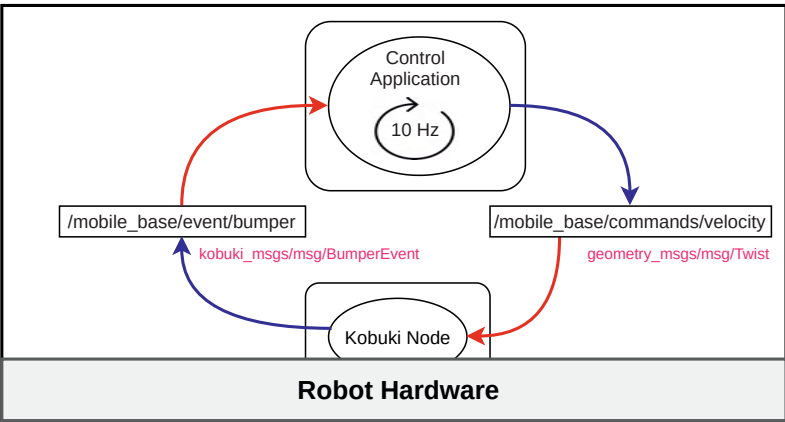 Control
Application
10 Hz
/mobile_base/event/bumper
/mobile_base/commands/velocity
kobuki_msgs/msg/BumperEvent
geometry_msgs/msg/Twist
Kobuki Node
Robot Hardware